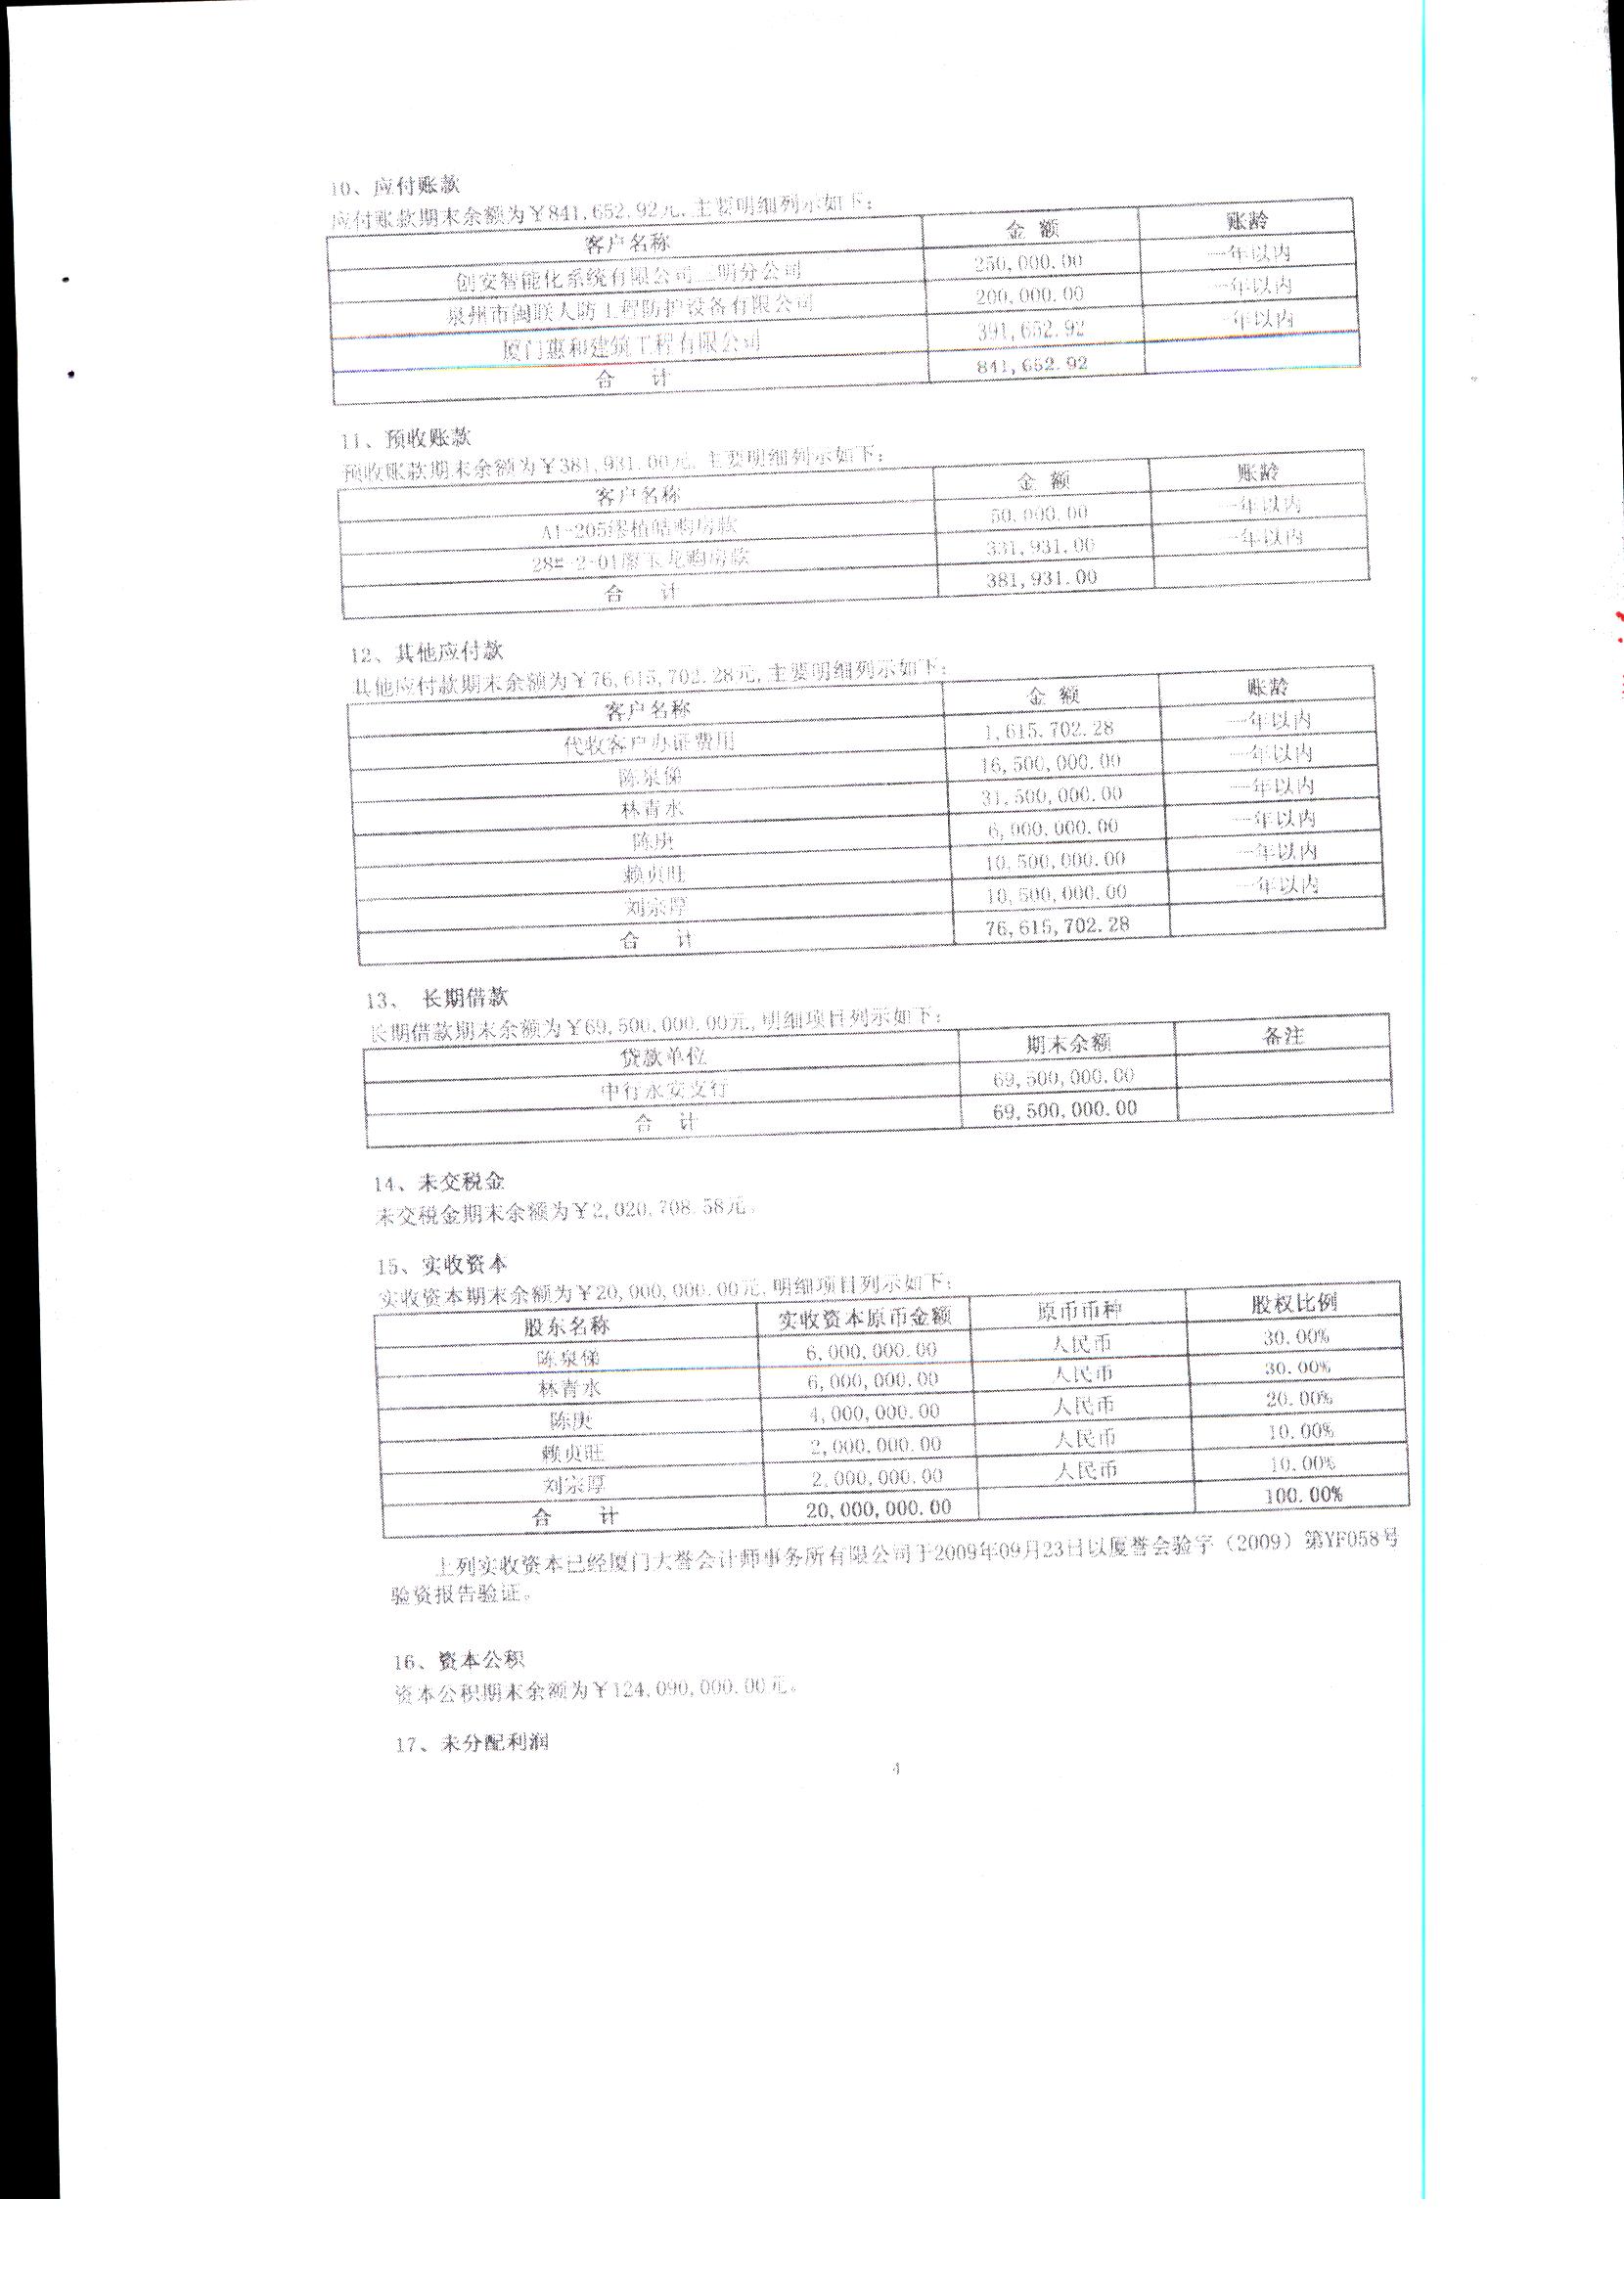 10、应付账款
应付账款期末余额为￥841,652.92元,主要明细列示如下:
客户名称 金 额 账龄
创安智能化系统有限公司三明分公司 250,000.00 一年以内
泉州市闽联人防工程防护设备有限公司 200,000.00 一年以内
厦门惠和建筑工程有限公司 391,652.92 一年以内
合 计 841,652.92
11、预收账款
预收账款期末余额为￥381,931.00元,主要明细列示如下:
客户名称 金 额 账龄
A1-205缪植皓购房款 50,000.00 一年以内
28#-2-01廖玉龙购房款 331,931.00 一年以内
合 计 381,931.00
12、其他应付款
其他应付款期末余额为￥76,615,702.28元,主要明细列示如下:
客户名称 金 额 账龄
代收客户办证费用 1,615,702.28 一年以内
陈泉俤 16,500,000.00 一年以内
林青水 31,500,000.00 一年以内
陈庚 6,000,000.00 一年以内
赖贞旺 10,500,000.00 一年以内
刘宗厚 10,500,000.00 一年以内
合 计 76,615,702.28
13、 长期借款
长期借款期末余额为￥69,500,000.00元,明细项目列示如下:
贷款单位 期末余额 备注
中行永安支行 69,500,000.00
合 计 69,500,000.00
14、未交税金
未交税金期末余额为￥2,020,708.58元。
15、实收资本
实收资本期末余额为￥20,000,000.00元,明细项目列示如下:
股东名称 实收资本原币金额 原币币种 股权比例
陈泉俤 6,000,000.00 人民币 30.00%
林青水 6,000,000.00 人民币 30.00%
陈庚 4,000,000.00 人民币 20.00%
赖贞旺 2,000,000.00 人民币 10.00%
刘宗厚 2,000,000.00 人民币 10.00%
合 计 20,000,000.00 100.00%
上列实收资本已经厦门大誉会计师事务所有限公司于2009年09月23日以厦誉会验字（2009）第YF058号
验资报告验证。
16、资本公积
资本公积期末余额为￥124,090,000.00元。
17、未分配利润
4